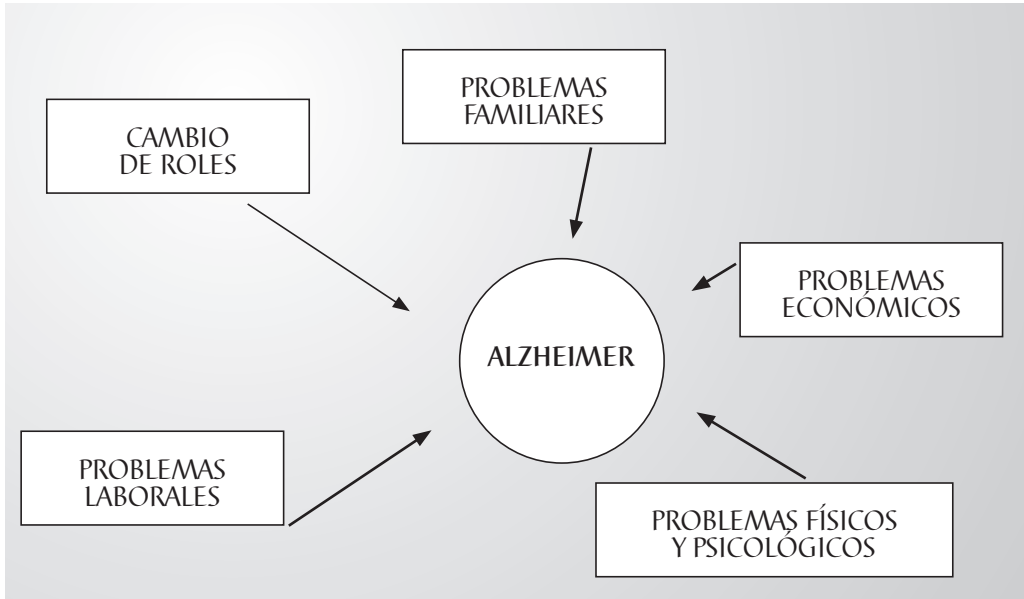 PROBLEMAS
FAMILIARES
CAMBIO
DE ROLES
PROBLEMAS
ECONÓMICOS
ALZHEIMER
PROBLEMAS
LABORALES
PROBLEMAS FÍSICOS
Y PSICOLÓGICOS